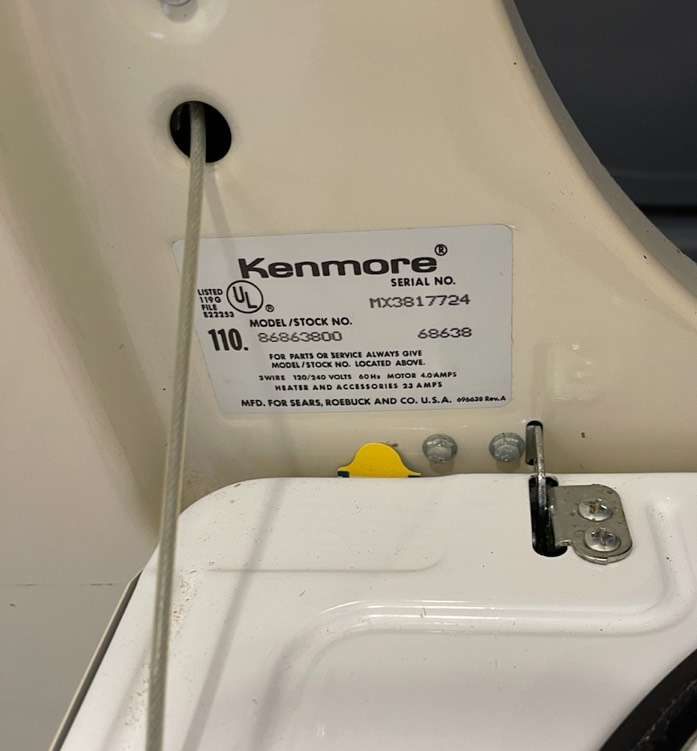 Kenmore®
SERIAL NO.
LISTED
119G
FILE
E22253
UL ®
MX3817724
MODEL/STOCK NO.
110. 86863800 68638
FOR PARTS OR SERVICE ALWAYS GIVE
MODEL/STOCK NO. LOCATED ABOVE.
3WIRE 120/240 VOLTS 60Hz MOTOR 4.0AMPS
HEATER AND ACCESSORIES 23 AMPS
MFD. FOR SEARS, ROEBUCK AND CO. U.S.A. 696638 Rev.A